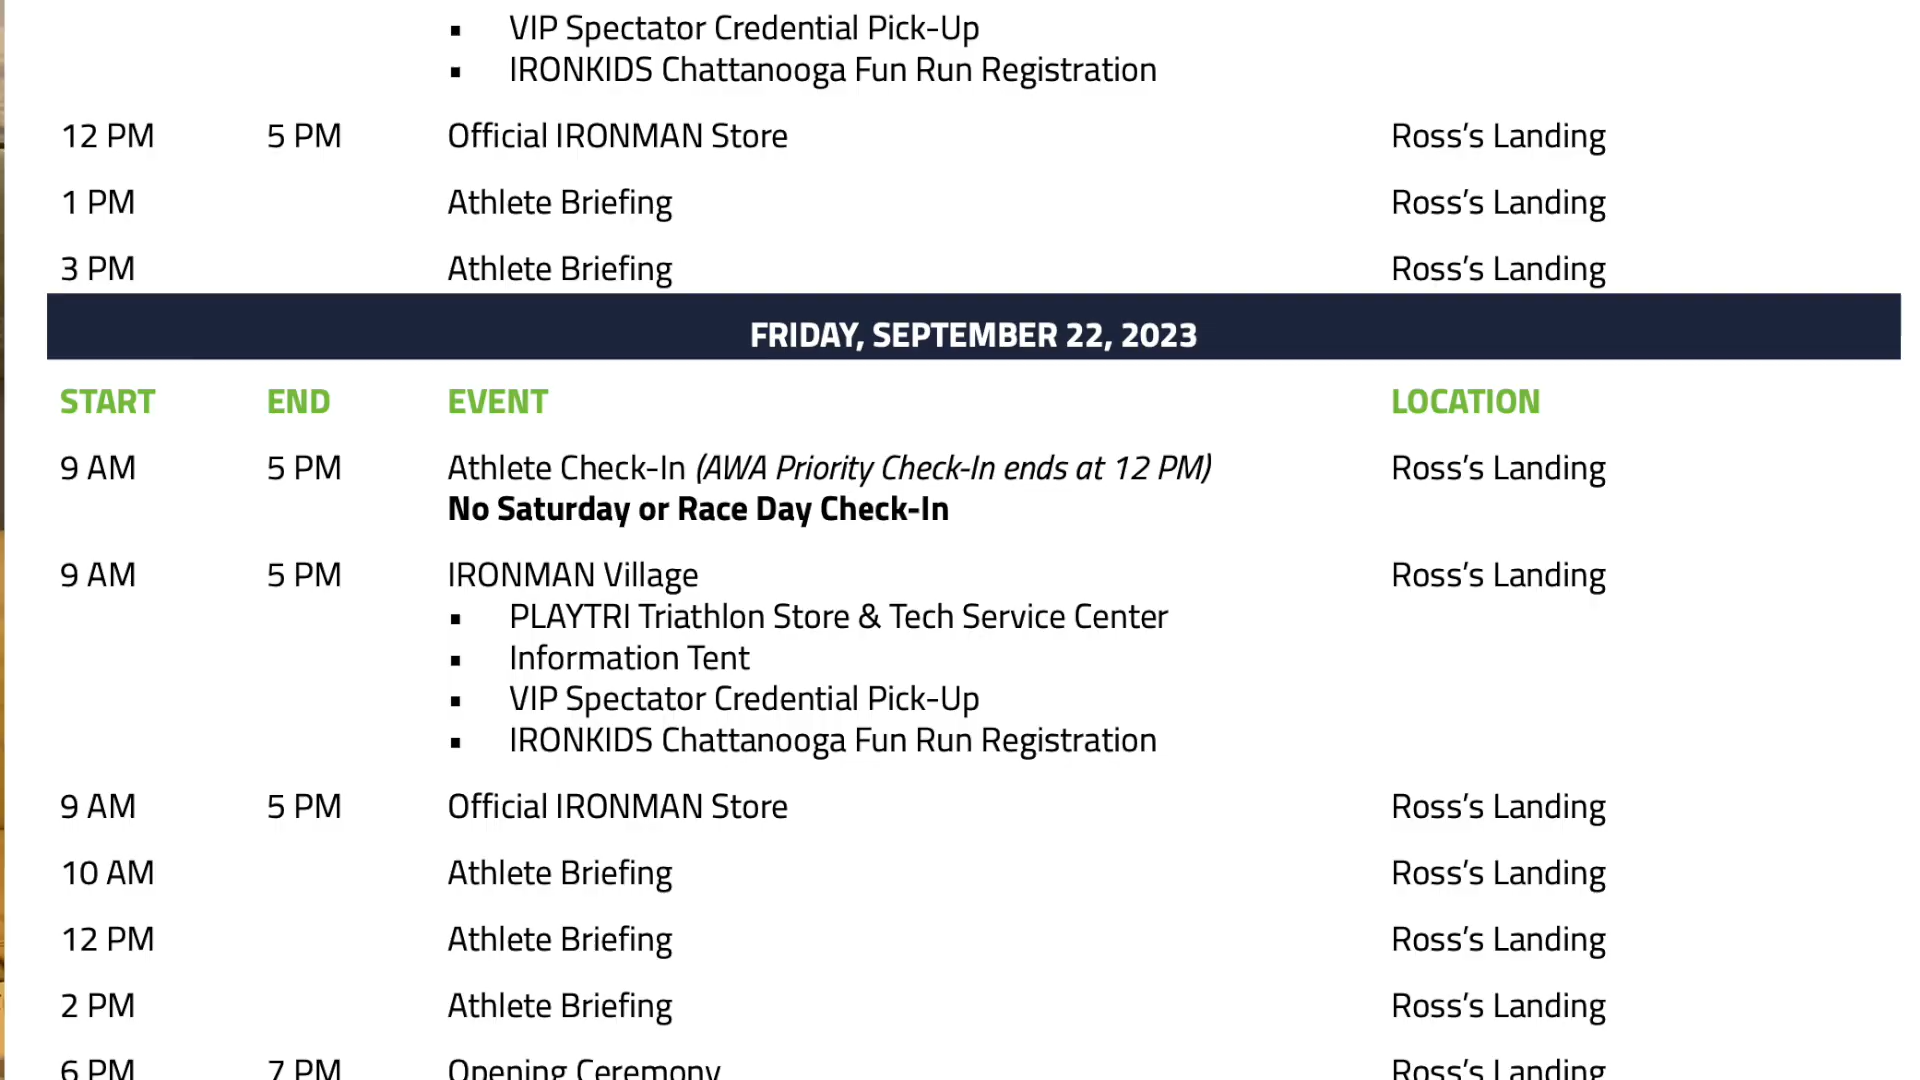 ▪ VIP Spectator Credential Pick-Up
▪ IRONKIDS Chattanooga Fun Run Registration
12 PM 5 PM Official IRONMAN Store Ross’s Landing
1 PM Athlete Briefing Ross’s Landing
3 PM Athlete Briefing Ross’s Landing
FRIDAY, SEPTEMBER 22, 2023
START END EVENT LOCATION
9 AM 5 PM Athlete Check-In (AWA Priority Check-In ends at 12 PM) Ross’s Landing
No Saturday or Race Day Check-In
9 AM 5 PM IRONMAN Village Ross’s Landing
▪ PLAYTRI Triathlon Store & Tech Service Center
▪ Information Tent
▪ VIP Spectator Credential Pick-Up
▪ IRONKIDS Chattanooga Fun Run Registration
9 AM 5 PM Official IRONMAN Store Ross’s Landing
10 AM Athlete Briefing Ross’s Landing
12 PM Athlete Briefing Ross’s Landing
2 PM Athlete Briefing Ross’s Landing
6 PM 7 PM Opening Ceremony Ross’s Landing